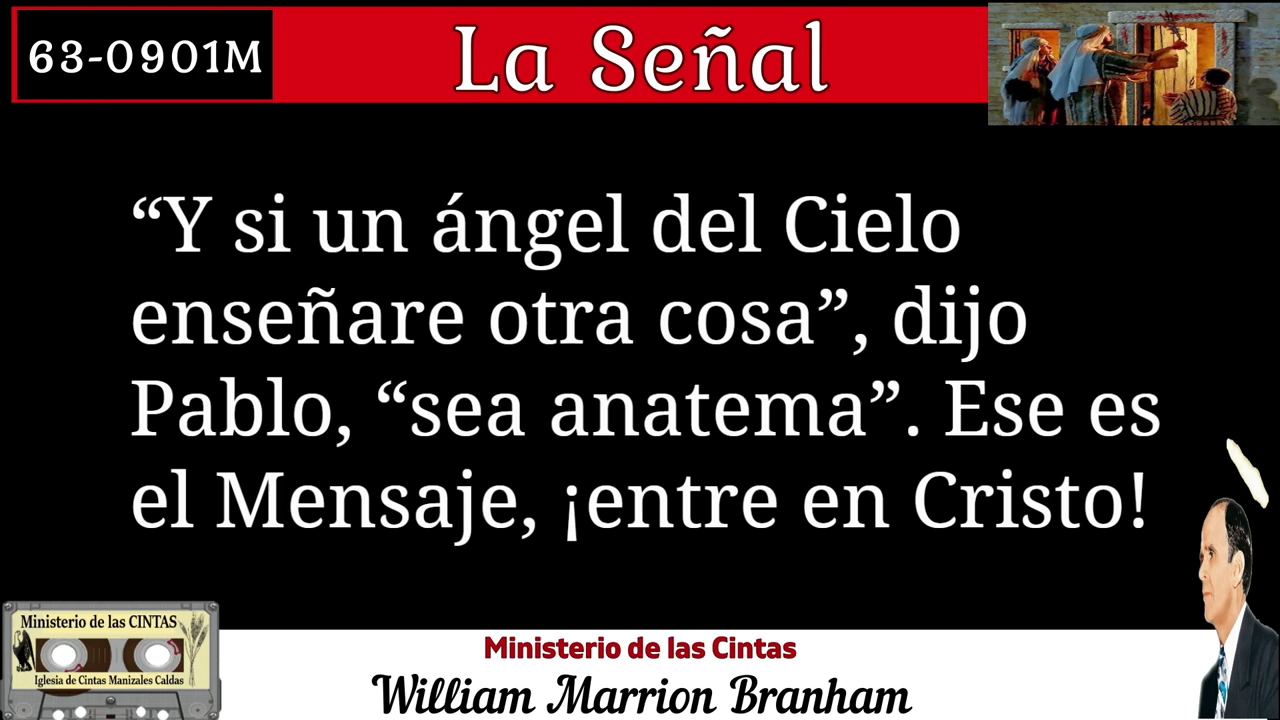 63-0901M
La Señal
“Y si un ángel del Cielo
enseñare otra cosa”, dijo
Pablo, “sea anatema”. Ese es
el Mensaje, ¡entre en Cristo!
Ministerio de las CINTAS
Iglesia de Cintas Manizales Caldas
Ministerio de las Cintas
William Marrion Branham